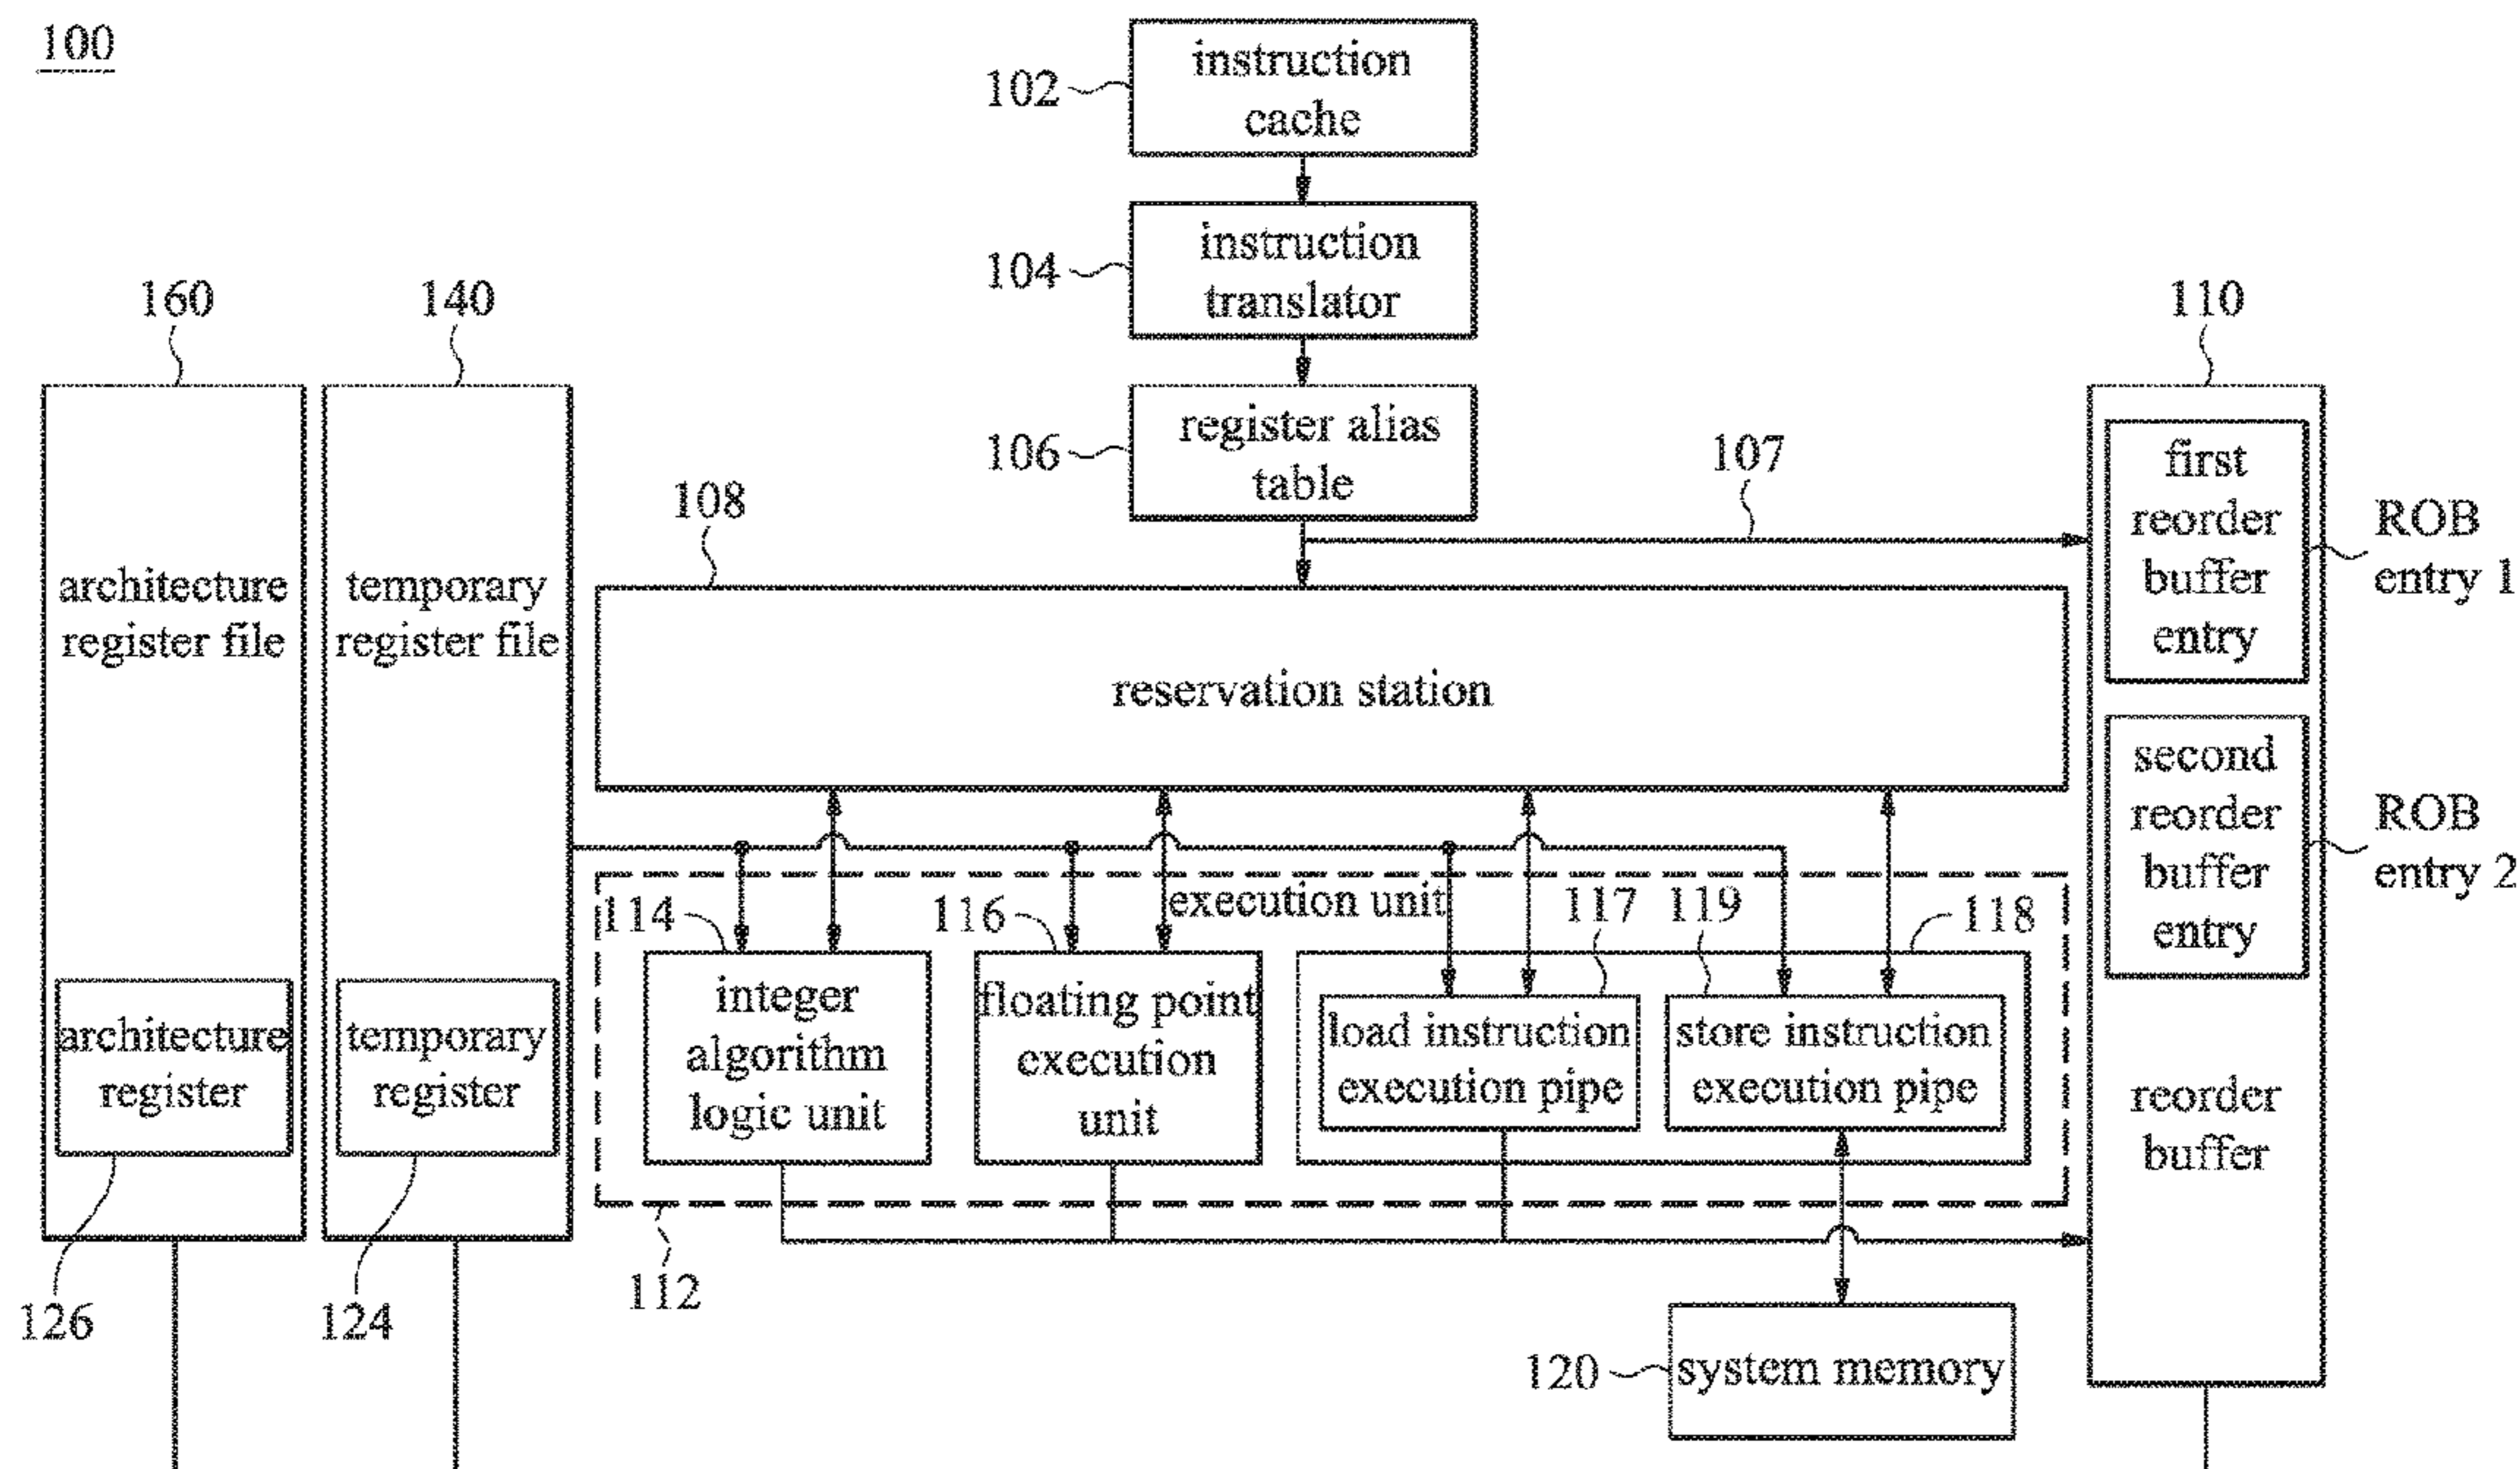 100
102
instruction
cache
104
instruction
translator
160
140
110
106
register alias
table
107
108
first
reorder
buffer
entry
ROB
entry 1
architecture
register file
temporary
register file
reservation station
second
reorder
buffer
entry
ROB
entry 2
execution unit
114
116
117
119
118
architecture
register
temporary
register
integer
algorithm
logic unit
floating point
execution
unit
load instruction
execution pipe
store instruction
execution pipe
reorder
buffer
126
124
112
120
system memory